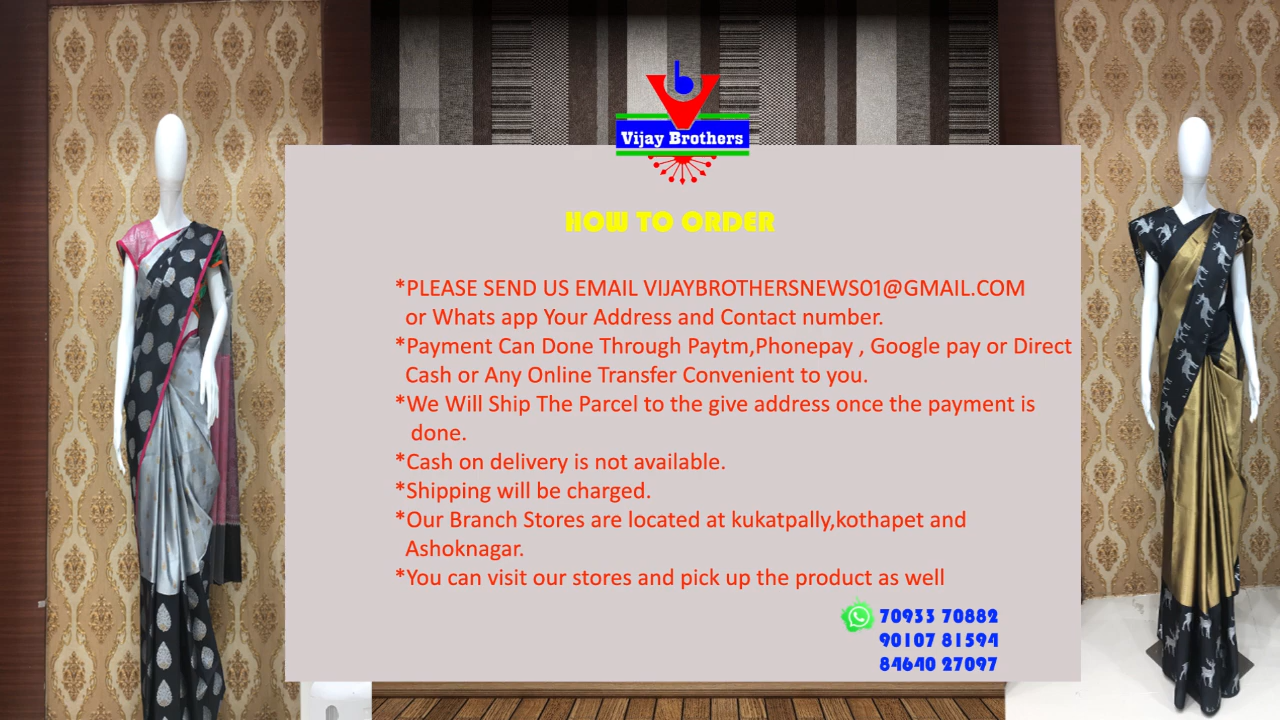 b
Vijay Brothers
HOW TO ORDER
*PLEASE SEND US EMAIL VIJAYBROTHERSNEWS01@GMAIL.COM
or Whats app Your Address and Contact number.
*Payment Can Done Through Paytm,Phonepay , Google pay or Direct
Cash or Any Online Transfer Convenient to you.
*We Will Ship The Parcel to the give address once the payment is
done.
*Cash on delivery is not available.
*Shipping will be charged.
*Our Branch Stores are located at kukatpally,kothapet and
Ashoknagar.
*You can visit our stores and pick up the product as well
70933 70882
90107 81594
84640 27097